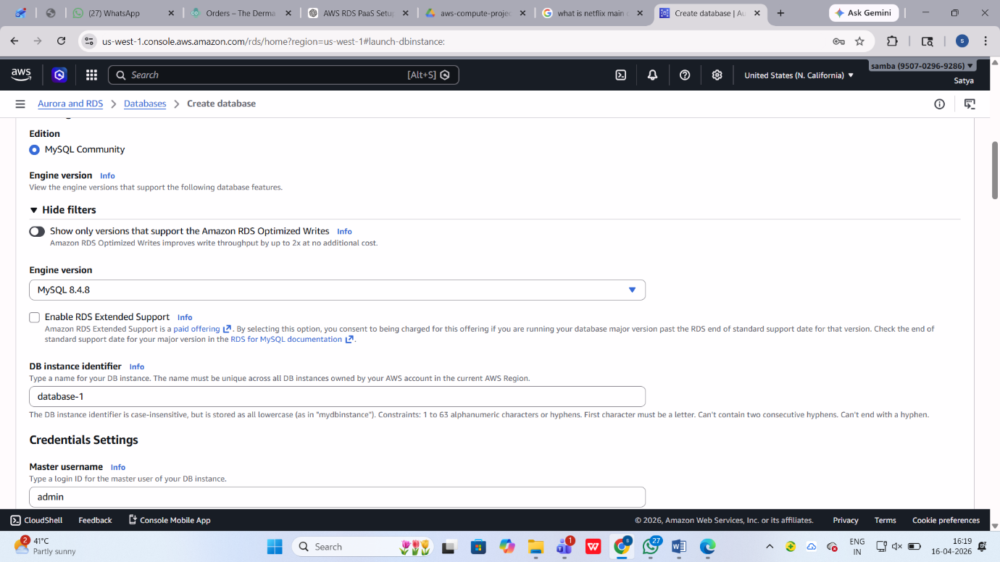 (27) WhatsApp
Orders – The Derma
AWS RDS PaaS Setu
aws-compute-projec
what is netflix main c
Create database | Au
Ask Gemini
us-west-1.console.aws.amazon.com/rds/home?region=us-west-1#launch-dbinstance:
S
aws
Search
[Alt+S]
United States (N. California)
samba (9507-0296-9286)
Satya
Aurora and RDS
Databases
Create database
Edition
MySQL Community
Engine version Info
View the engine versions that support the following database features.
Hide filters
Show only versions that support the Amazon RDS Optimized Writes Info
Amazon RDS Optimized Writes improves write throughput by up to 2x at no additional cost.
Engine version
MySQL 8.4.8
Enable RDS Extended Support Info
Amazon RDS Extended Support is a paid offering. By selecting this option, you consent to being charged for this offering if you are running your database major version past the RDS end of standard support date for that version. Check the end of
standard support date for your major version in the RDS for MySQL documentation.
DB instance identifier Info
Type a name for your DB instance. The name must be unique across all DB instances owned by your AWS account in the current AWS Region.
database-1
The DB instance identifier is case-insensitive, but is stored as all lowercase (as in "mydbinstance"). Constraints: 1 to 63 alphanumeric characters or hyphens. First character must be a letter. Can't contain two consecutive hyphens. Can't end with a hyphen.
Credentials Settings
Master username Info
Type a login ID for the master user of your DB instance.
admin
CloudShell
Feedback
Console Mobile App
© 2026, Amazon Web Services, Inc. or its affiliates.
Privacy
Terms
Cookie preferences
2
41°C
Partly sunny
Search
1
S
27
ENG
IN
16:19
16-04-2026